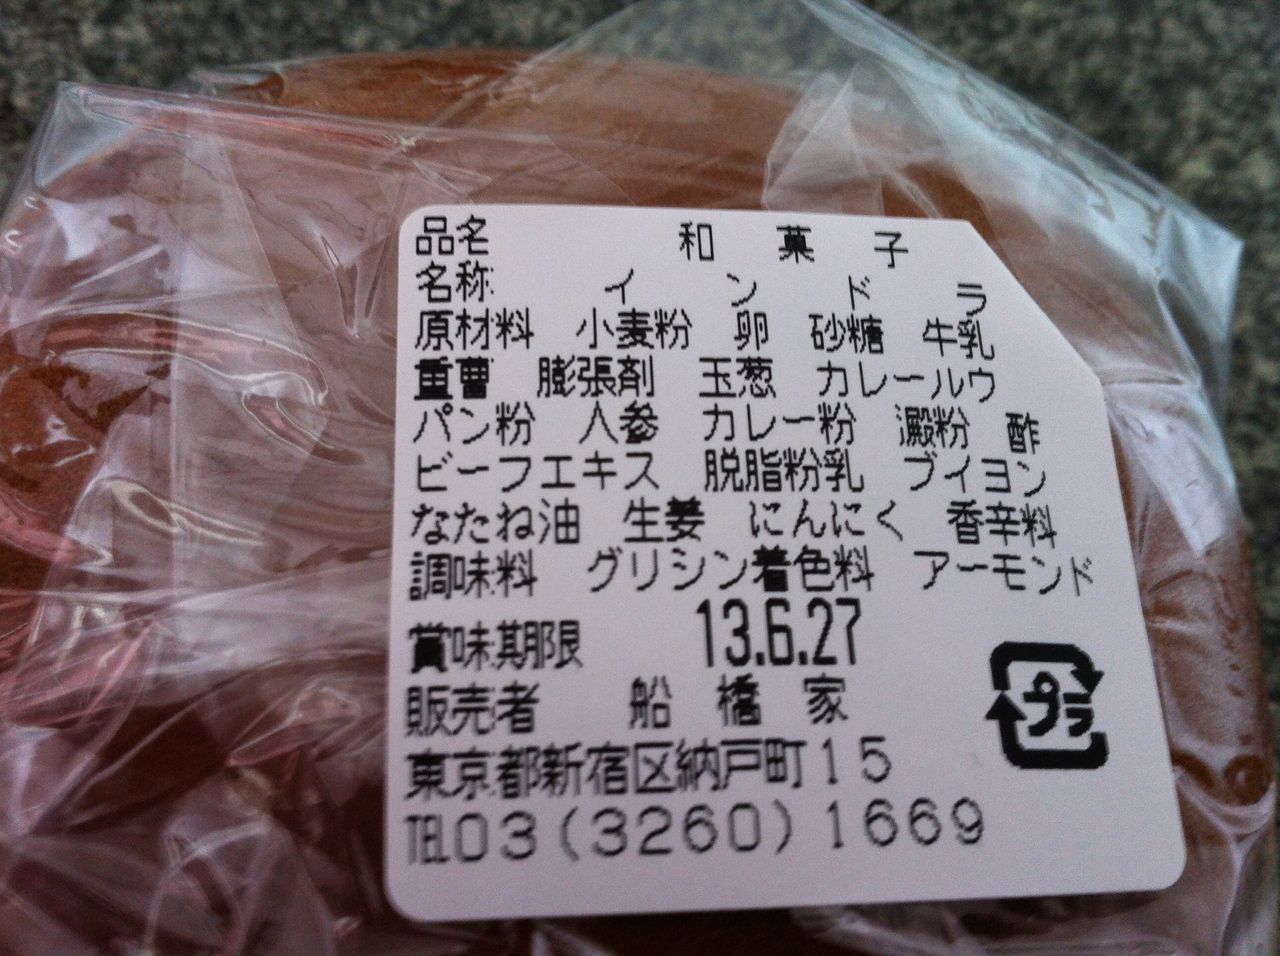 品名 和菓子
名称 インドラ
原材料 小麦粉 卵 砂糖 牛乳
重曹 膨張剤 玉葱 カレールウ
パン粉 人参 カレー粉 澱粉 酢
ビーフエキス 脱脂粉乳 ブイヨン
なたね油 生姜 にんにく 香辛料
調味料 グリシン着色料 アーモンド
賞味期限 13.6.27
販売者 船橋家
東京都新宿区納戸町15
TEL03(3260)1669
プラ